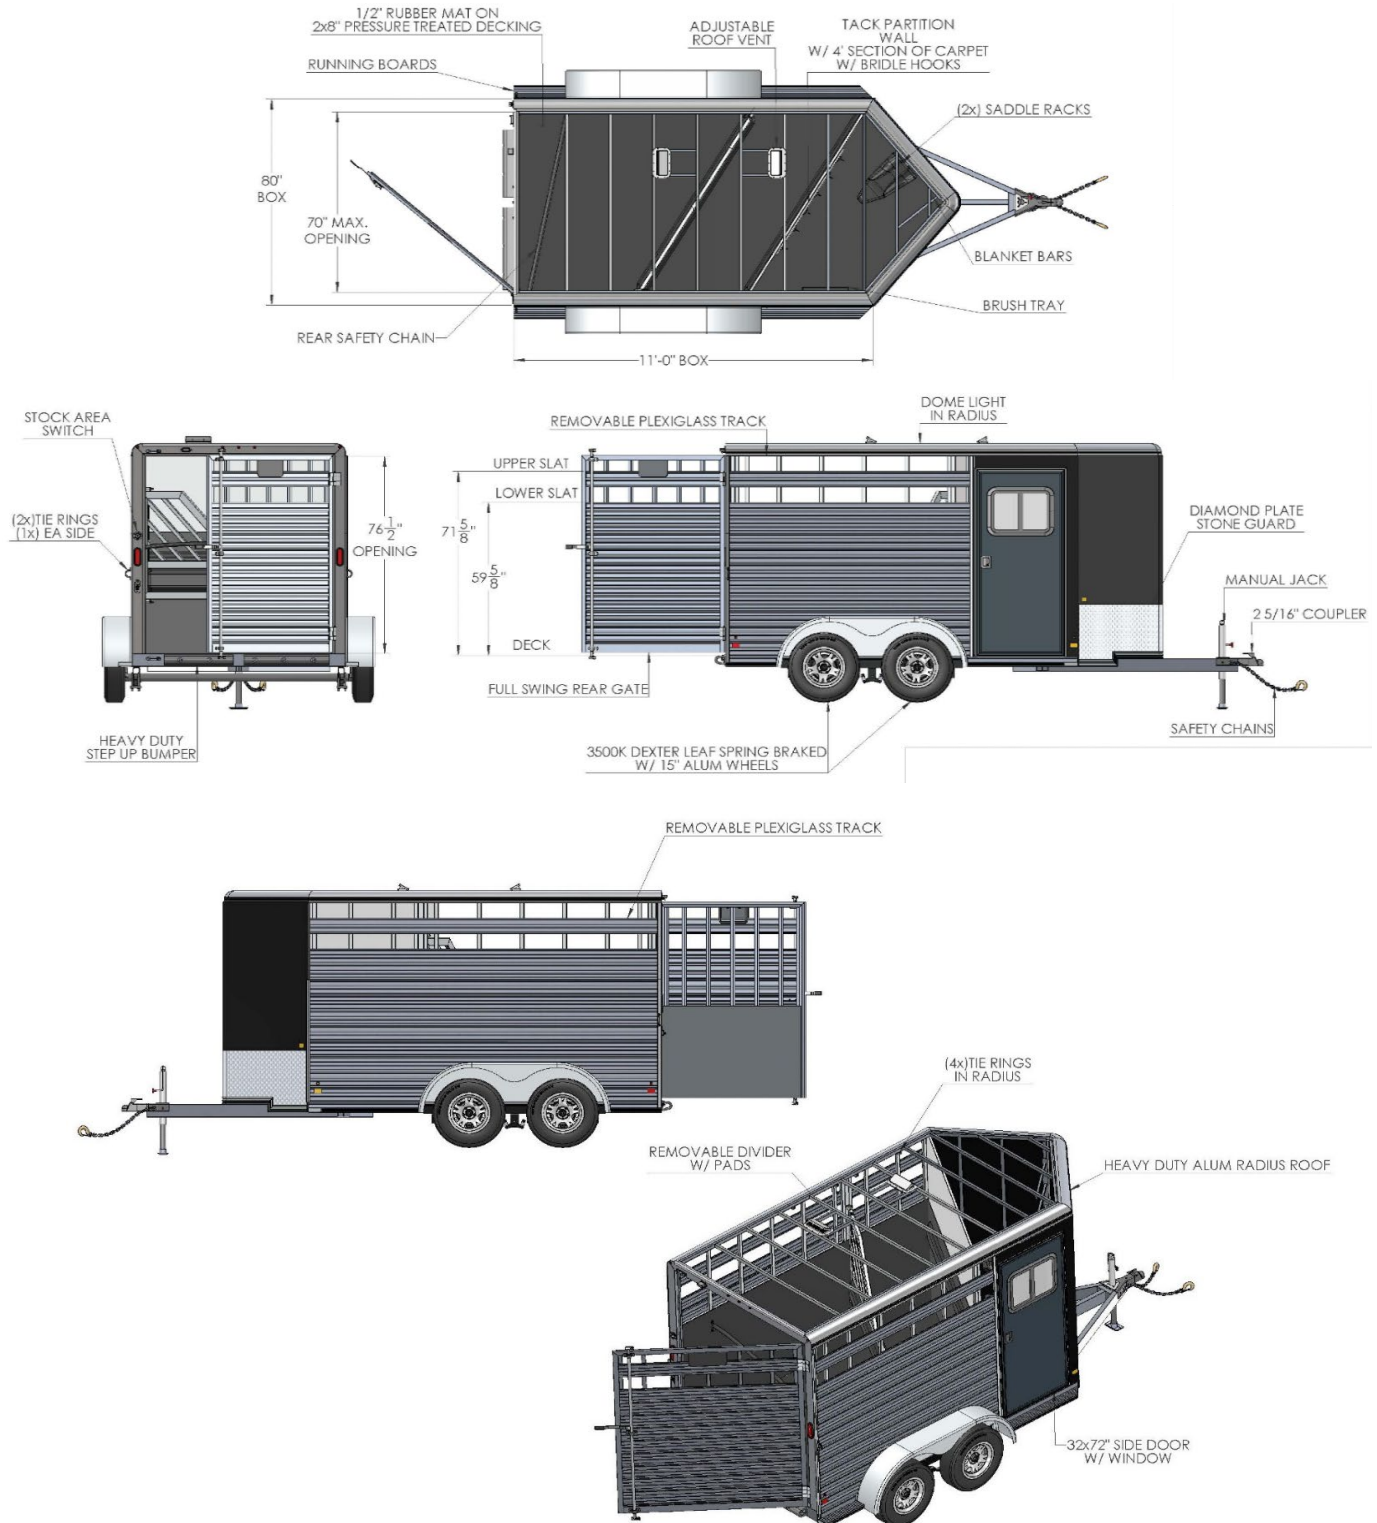 1/2" RUBBER MAT ON
2x8" PRESSURE TREATED DECKING
ADJUSTABLE
ROOF VENT
TACK PARTITION
WALL
W/ 4' SECTION OF CARPET
W/ BRIDLE HOOKS
RUNNING BOARDS
(2x) SADDLE RACKS
80"
BOX
70" MAX.
OPENING
BLANKET BARS
BRUSH TRAY
REAR SAFETY CHAIN
11'-0" BOX
STOCK AREA
SWITCH
(2x)TIE RINGS
(1x) EA SIDE
76 1/2"
OPENING
HEAVY DUTY
STEP UP BUMPER
DOME LIGHT
IN RADIUS
REMOVABLE PLEXIGLASS TRACK
UPPER SLAT
LOWER SLAT
71 5/8"
59 5/8"
DECK
FULL SWING REAR GATE
DIAMOND PLATE
STONE GUARD
MANUAL JACK
2 5/16" COUPLER
SAFETY CHAINS
3500K DEXTER LEAF SPRING BRAKED
W/ 15" ALUM WHEELS
REMOVABLE PLEXIGLASS TRACK
(4x)TIE RINGS
IN RADIUS
REMOVABLE DIVIDER
W/ PADS
HEAVY DUTY ALUM RADIUS ROOF
32x72" SIDE DOOR
W/ WINDOW